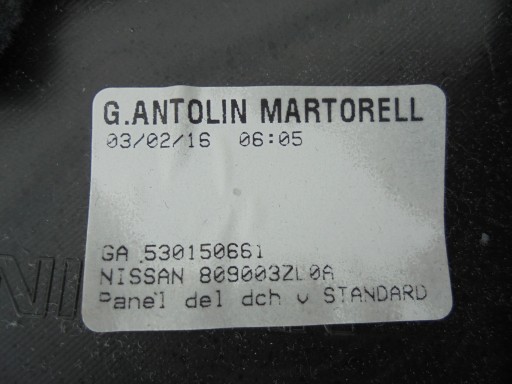 G.ANTOLIN MARTORELL
03/02/16 06:05
GA 530150661
NISSAN 809003ZL0A
Panel del dch v STANDARD